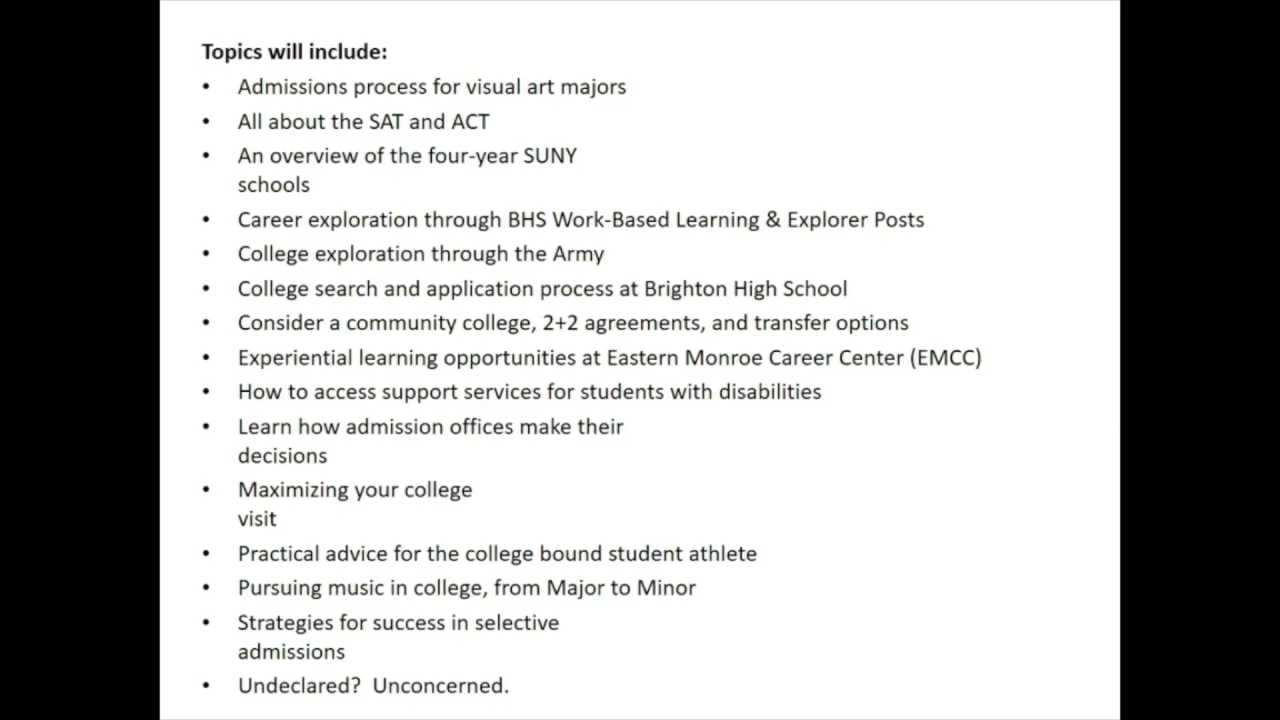 Topics will include:
• Admissions process for visual art majors
• All about the SAT and ACT
• An overview of the four-year SUNY
schools
• Career exploration through BHS Work-Based Learning & Explorer Posts
• College exploration through the Army
• College search and application process at Brighton High School
• Consider a community college, 2+2 agreements, and transfer options
• Experiential learning opportunities at Eastern Monroe Career Center (EMCC)
• How to access support services for students with disabilities
• Learn how admission offices make their
decisions
• Maximizing your college
visit
• Practical advice for the college bound student athlete
• Pursuing music in college, from Major to Minor
• Strategies for success in selective
admissions
• Undeclared?  Unconcerned.